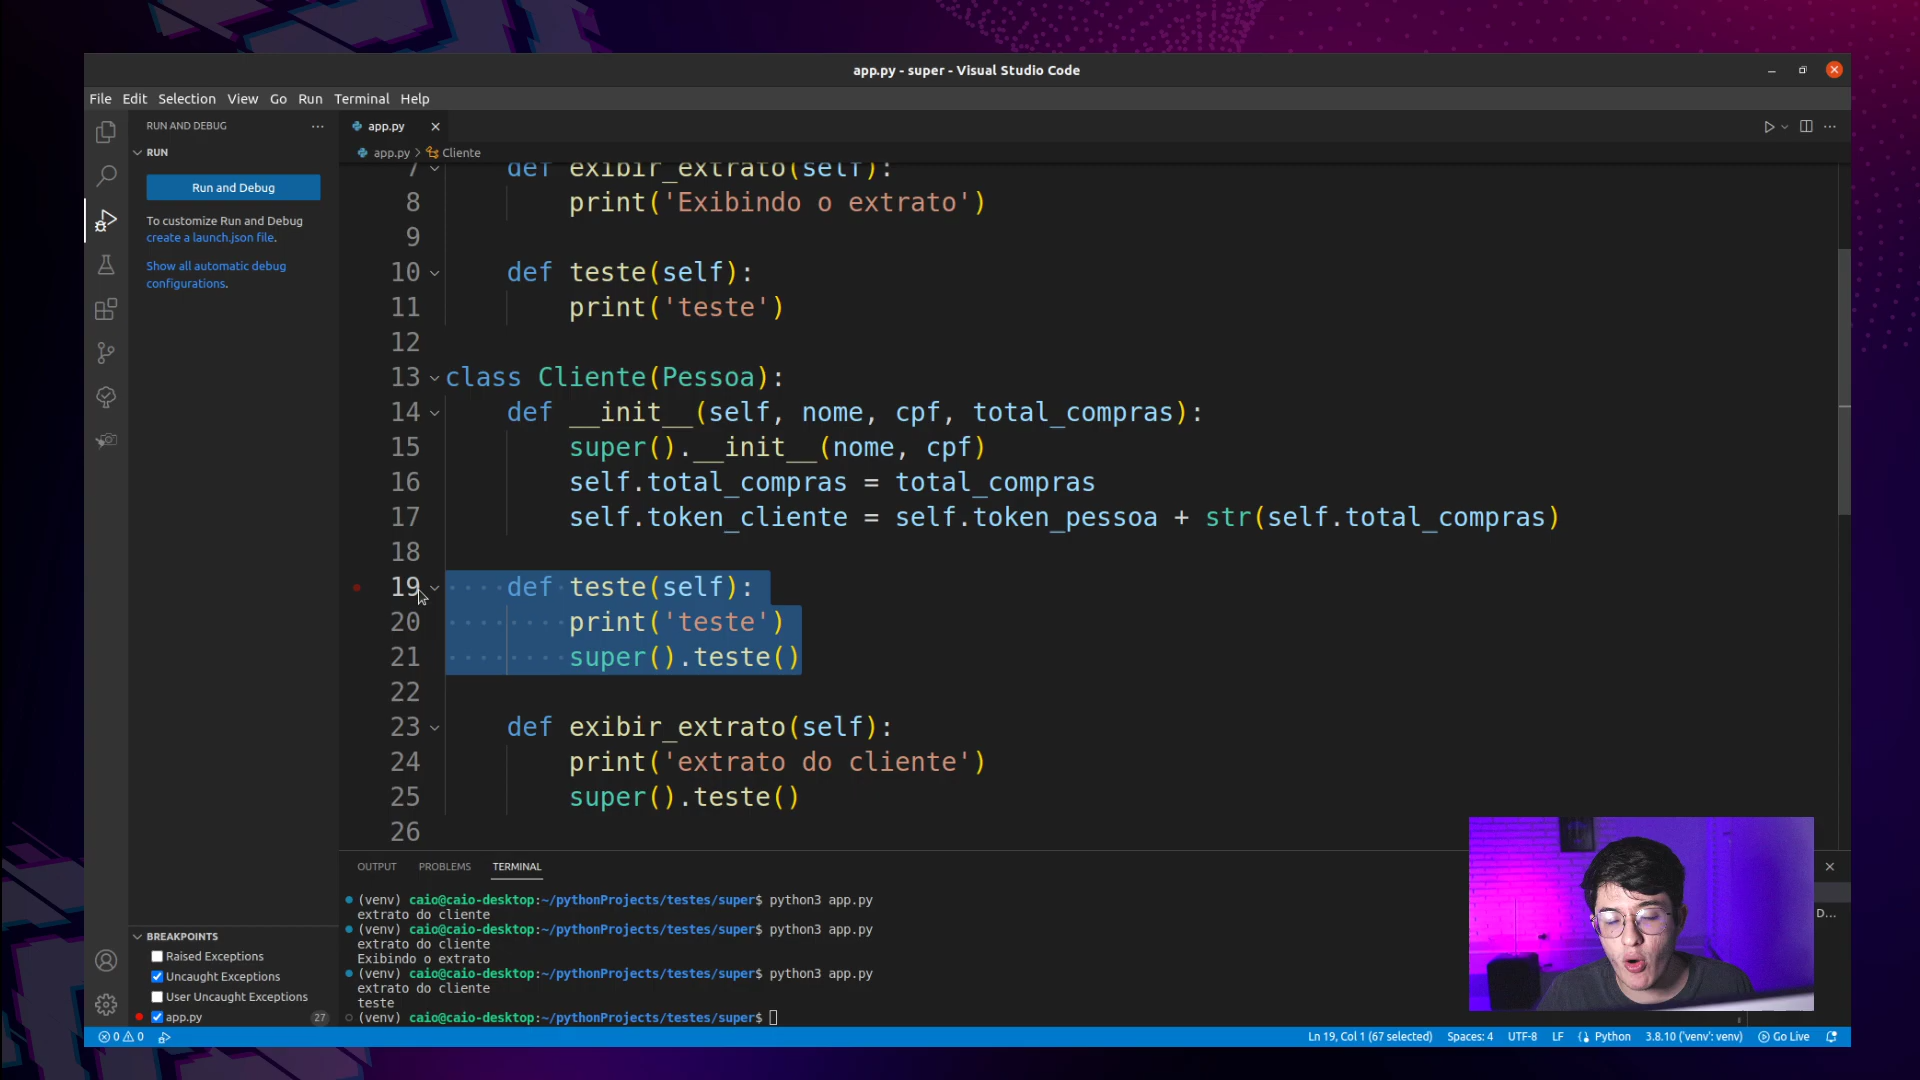 app.py - super - Visual Studio Code
File Edit Selection View Go Run Terminal Help
RUN AND DEBUG
RUN
Run and Debug
To customize Run and Debug
create a launch.json file.
Show all automatic debug
configurations.
app.py
app.py > Cliente
7 def exibir_extrato(self):
8 print('Exibindo o extrato')
9
10 def teste(self):
11 print('teste')
12
13 class Cliente(Pessoa):
14 def __init__(self, nome, cpf, total_compras):
15 super().__init__(nome, cpf)
16 self.total_compras = total_compras
17 self.token_cliente = self.token_pessoa + str(self.total_compras)
18
19 def teste(self):
20 print('teste')
21 super().teste()
22
23 def exibir_extrato(self):
24 print('extrato do cliente')
25 super().teste()
26
OUTPUT PROBLEMS TERMINAL
(venv) caio@caio-desktop:~/pythonProjects/testes/super$ python3 app.py
extrato do cliente
(venv) caio@caio-desktop:~/pythonProjects/testes/super$ python3 app.py
extrato do cliente
Exibindo o extrato
(venv) caio@caio-desktop:~/pythonProjects/testes/super$ python3 app.py
extrato do cliente
teste
(venv) caio@caio-desktop:~/pythonProjects/testes/super$
D...
BREAKPOINTS
Raised Exceptions
Uncaught Exceptions
User Uncaught Exceptions
app.py 27
0 0
Ln 19, Col 1 (67 selected) Spaces: 4 UTF-8 LF Python 3.8.10 ('venv': venv) Go Live